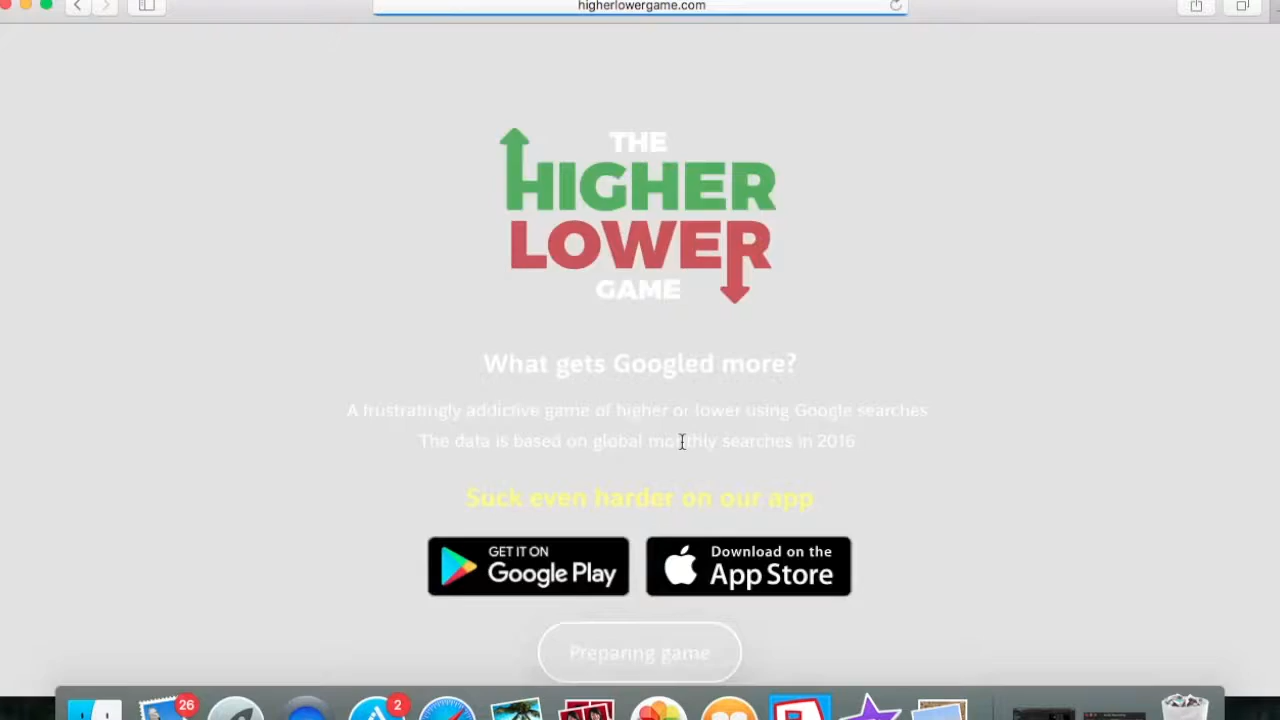 higherlowergame.com
THE
HIGHER
LOWER
GAME
What gets Googled more?
A frustratingly addictive game of higher or lower using Google searches
The data is based on global monthly searches in 2016
Suck even harder on our app
GET IT ON
Google Play
Download on the
App Store
Preparing game
26
2